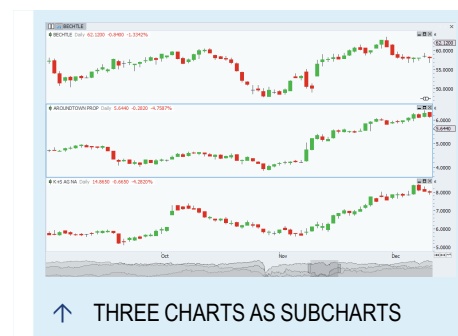 BECHTLE
BECHTLE Daily 62.1200 -0.8400 -1.3342%
62.1200
60.0000
55.0000
50.0000
AROUNDTOWN PROP Daily 5.6440 -0.2820 -4.7587%
6.0000
5.6440
5.0000
4.0000
K+S AG NA Daily 14.8650 -0.6650 -4.2820%
8.0000
7.0000
6.0000
5.0000
Oct Nov Dec
THREE CHARTS AS SUBCHARTS